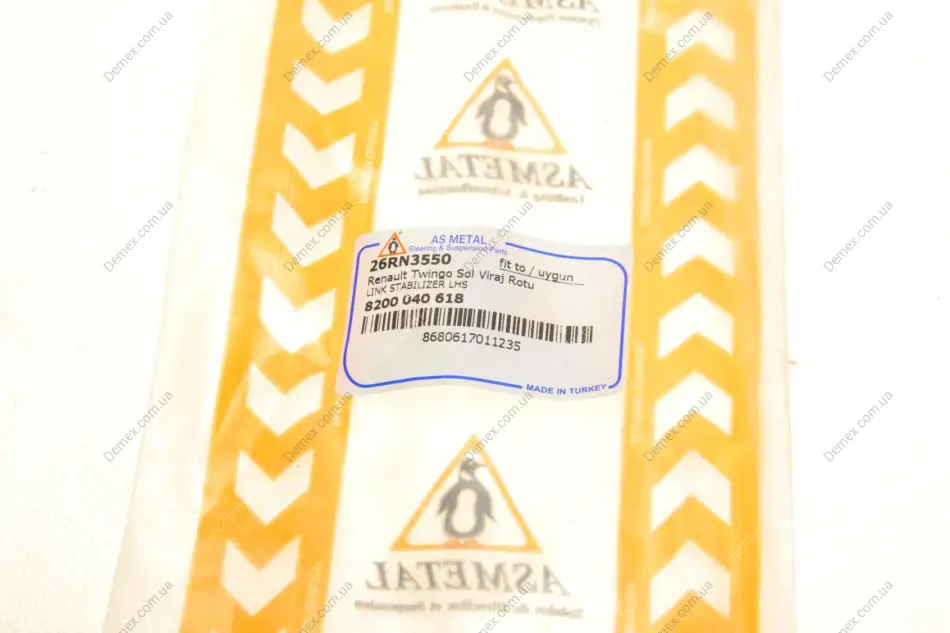 ASMETAL
AS METAL
Steering & Suspension Parts
26RN3550
fit to / uygun
Renault Twingo Sol Viraj Rotu
LINK STABILIZER LHS
8200 040 618
8680617011235
MADE IN TURKEY
ASMETAL
Demex.com.ua